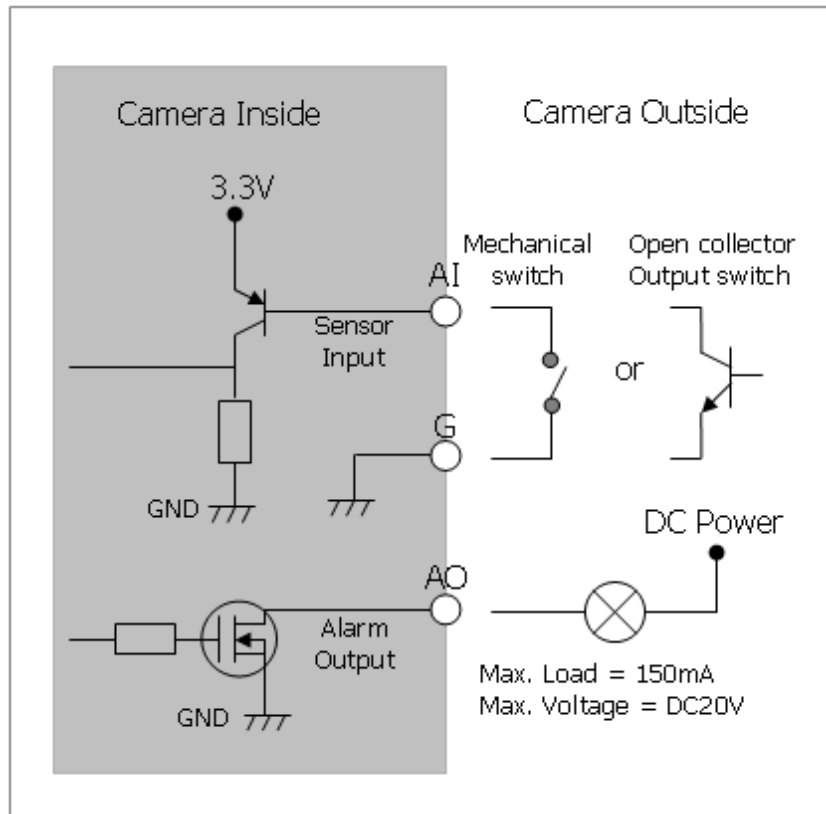 Camera Inside
Camera Outside
3.3V
AI
Sensor
Input
Mechanical
switch
Open collector
Output switch
or
G
GND
DC Power
AO
Alarm
Output
GND
Max. Load = 150mA
Max. Voltage = DC20V